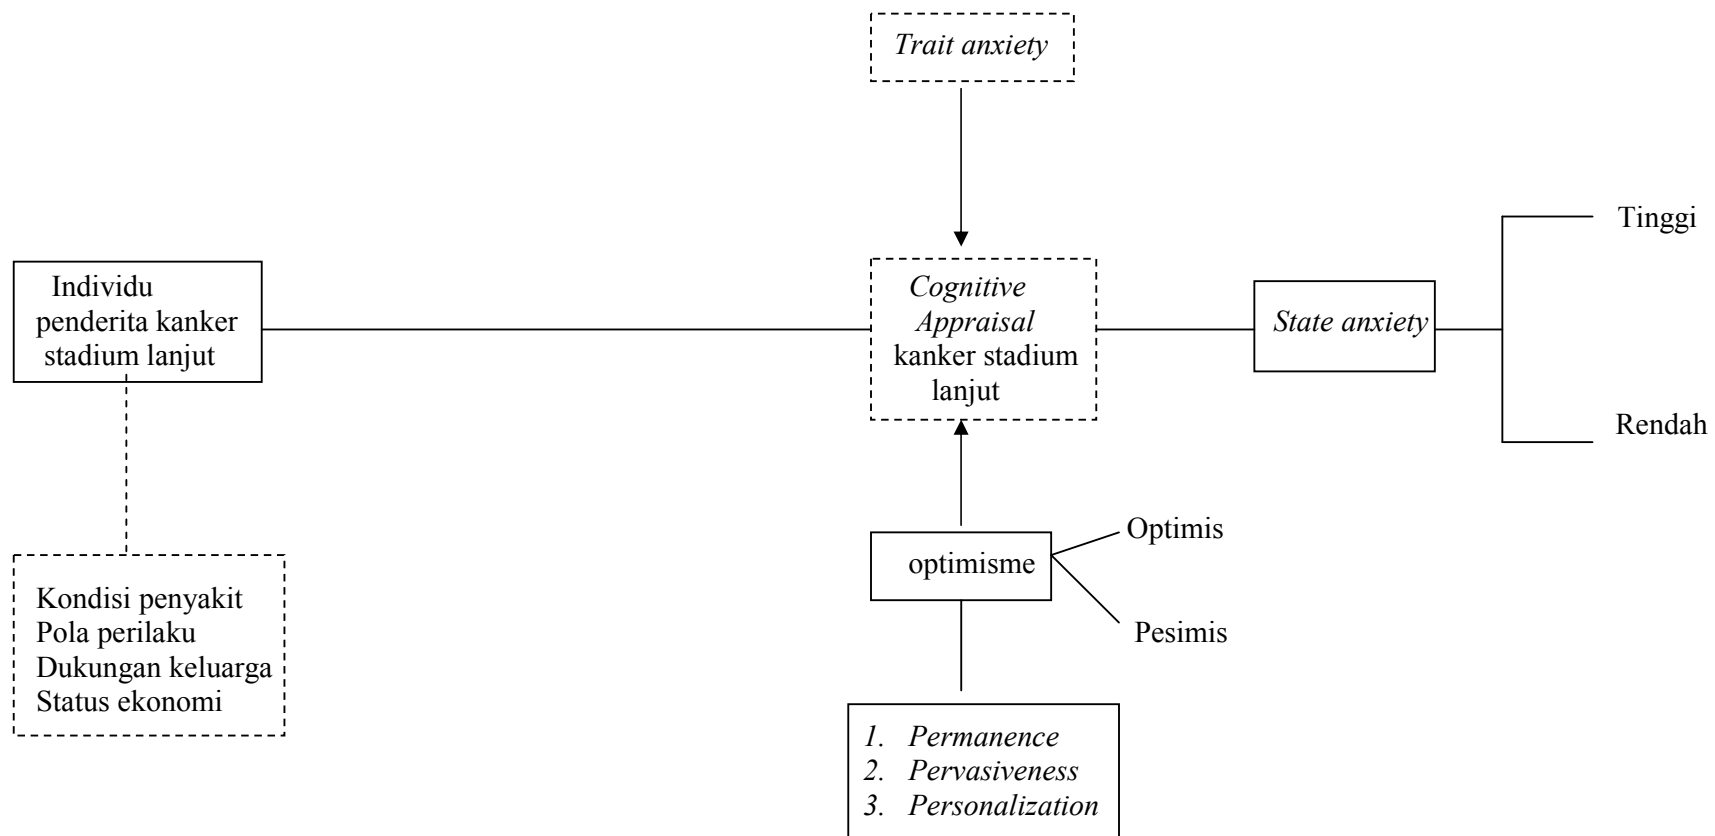 Trait anxiety
Tinggi
Individu
penderita kanker
stadium lanjut
Cognitive
Appraisal
kanker stadium
lanjut
State anxiety
Rendah
optimisme
Optimis
Pesimis
Kondisi penyakit
Pola perilaku
Dukungan keluarga
Status ekonomi
1. Permanence
2. Pervasiveness
3. Personalization